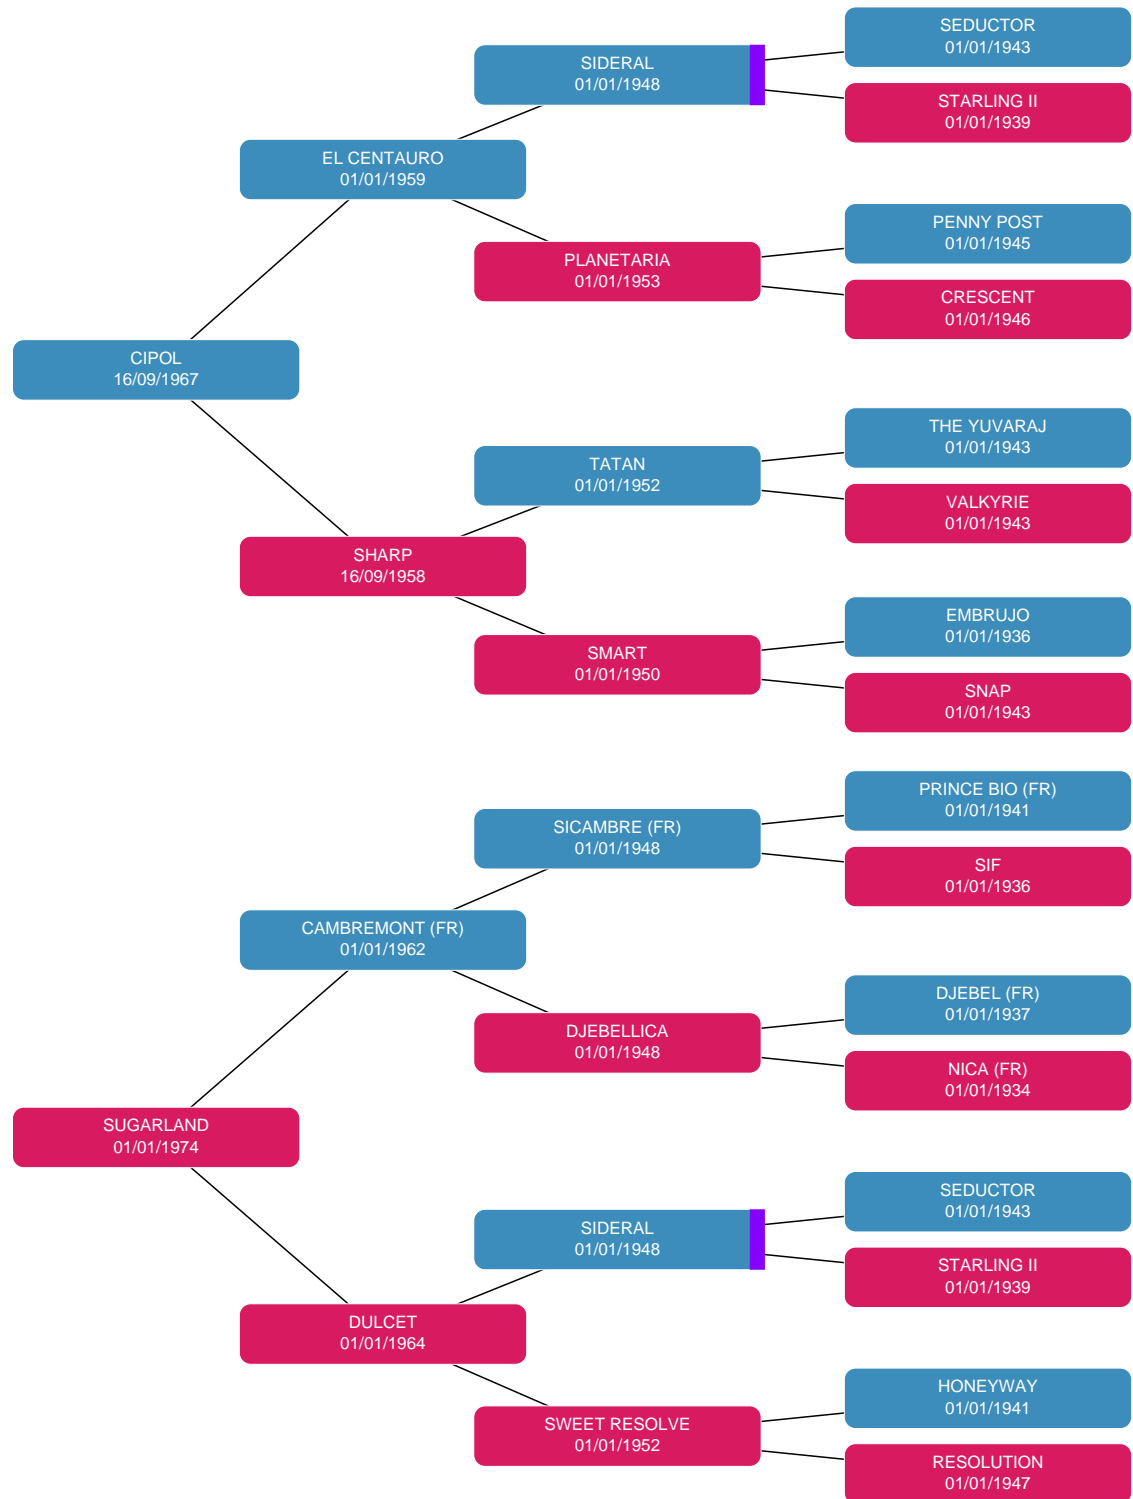 SEDUCTOR
01/01/1943
SIDERAL
01/01/1948
STARLING II
01/01/1939
EL CENTAURO
01/01/1959
PENNY POST
01/01/1945
PLANETARIA
01/01/1953
CRESCENT
01/01/1946
CIPOL
16/09/1967
THE YUVARAJ
01/01/1943
TATAN
01/01/1952
VALKYRIE
01/01/1943
SHARP
16/09/1958
EMBRUJO
01/01/1936
SMART
01/01/1950
SNAP
01/01/1943
PRINCE BIO (FR)
01/01/1941
SICAMBRE (FR)
01/01/1948
SIF
01/01/1936
CAMBREMONT (FR)
01/01/1962
DJEBEL (FR)
01/01/1937
DJEBELLICA
01/01/1948
NICA (FR)
01/01/1934
SUGARLAND
01/01/1974
SEDUCTOR
01/01/1943
SIDERAL
01/01/1948
STARLING II
01/01/1939
DULCET
01/01/1964
HONEYWAY
01/01/1941
SWEET RESOLVE
01/01/1952
RESOLUTION
01/01/1947